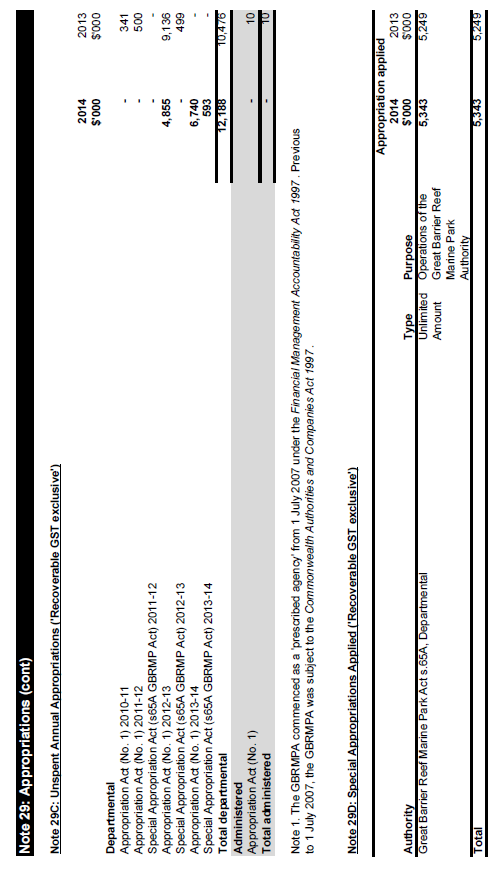 Note 29: Appropriations (cont)
Note 29C: Unspent Annual Appropriations ('Recoverable GST exclusive')
2014 2013
$'000 $'000
Departmental
Appropriation Act (No. 1) 2010-11 - 341
Appropriation Act (No. 1) 2011-12 - 500
Special Appropriation Act (s65A GBRMP Act) 2011-12 - -
Appropriation Act (No. 1) 2012-13 4,855 9,136
Special Appropriation Act (s65A GBRMP Act) 2012-13 - 499
Appropriation Act (No. 1) 2013-14 6,740 -
Special Appropriation Act (s65A GBRMP Act) 2013-14 593 -
Total departmental 12,188 10,476
Administered
Appropriation Act (No. 1) - 10
Total administered - 10
Note 1. The GBRMPA commenced as a 'prescribed agency' from 1 July 2007 under the Financial Management Accountability Act 1997. Previous
to 1 July 2007, the GBRMPA was subject to the Commonwealth Authorities and Companies Act 1997.
Note 29D: Special Appropriations Applied ('Recoverable GST exclusive')
Appropriation applied
2014 2013
Authority Type Purpose $'000 $'000
Great Barrier Reef Marine Park Act s.65A, Departmental Unlimited Operations of the 5,343 5,249
Amount Great Barrier Reef
Marine Park
Authority
Total 5,343 5,249